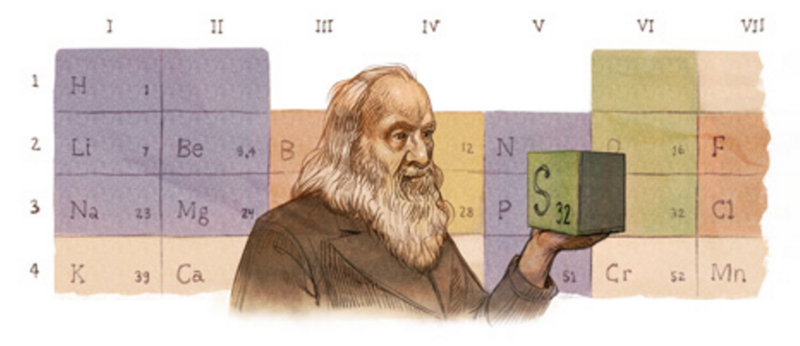 I II III IV V VI VII
1 H 1
2 Li 7 Be 9,4 B 12 N O 16 F
3 Na 23 Mg 24 28 P S 32 32 Cl
4 K 39 Ca 51 Cr 52 Mn